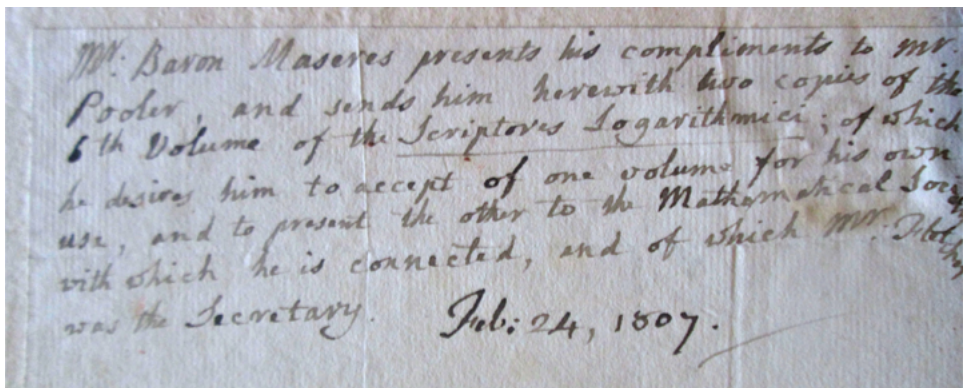 Mr. Baron Maseres presents his compliments to Mr.
Pooler, and sends him herewith two copies of the
6th Volume of the Scriptores Logarithmici; of which
he desires him to accept of one volume for his own
use, and to present the other to the Mathematical Society
with which he is connected, and of which Mr.
was the Secretary. Feb: 24, 1807.